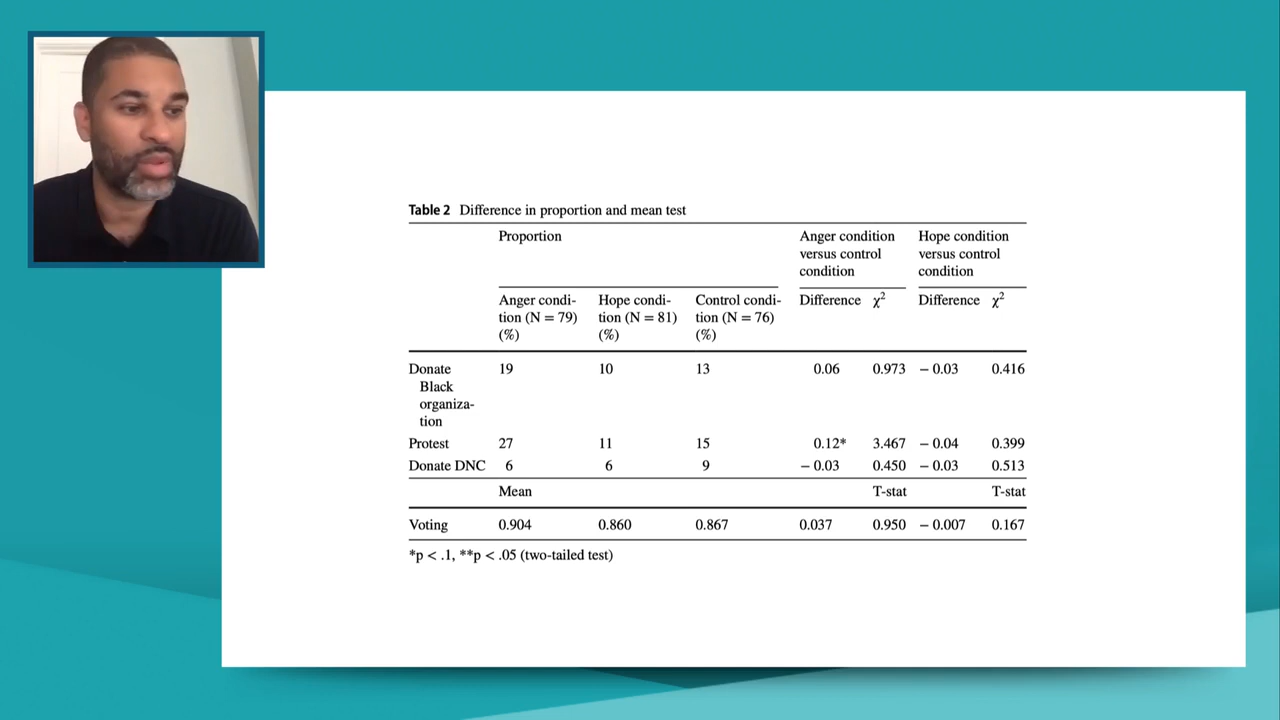 Table 2 Difference in proportion and mean test
Proportion
Anger condition
versus control
condition
Hope condition
versus control
condition
Anger condi-
tion (N = 79)
(%)
Hope condi-
tion (N = 81)
(%)
Control condi-
tion (N = 76)
(%)
Difference χ²
Difference χ²
Donate 19 10 13 0.06 0.973 − 0.03 0.416
Black
organiza-
tion
Protest 27 11 15 0.12* 3.467 − 0.04 0.399
Donate DNC 6 6 9 − 0.03 0.450 − 0.03 0.513
Mean T-stat T-stat
Voting 0.904 0.860 0.867 0.037 0.950 − 0.007 0.167
*p < .1, **p < .05 (two-tailed test)